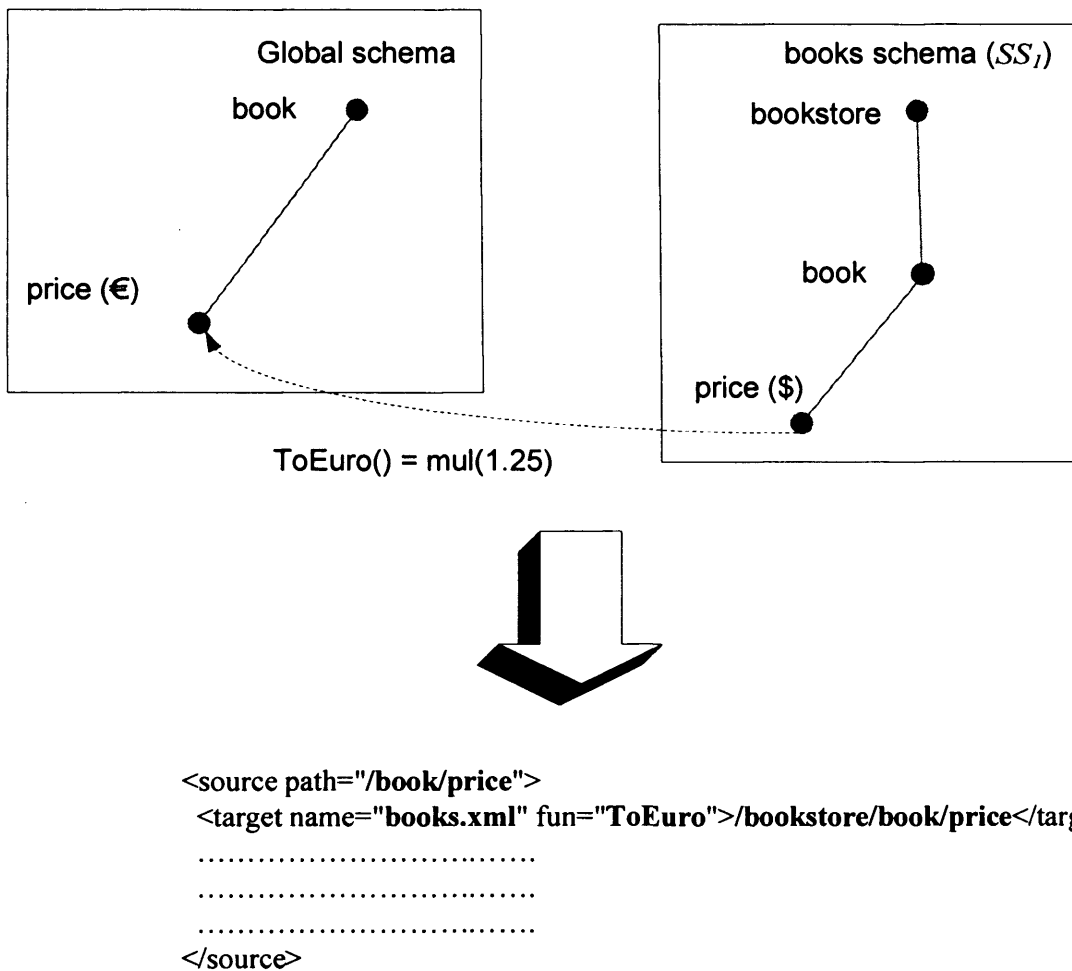 Global schema
book
price (€)
books schema (SS1)
bookstore
book
price ($)
ToEuro() = mul(1.25)
<source path="/book/price">
<target name="books.xml" fun="ToEuro">/bookstore/book/price</targ
.................................
.................................
.................................
</source>